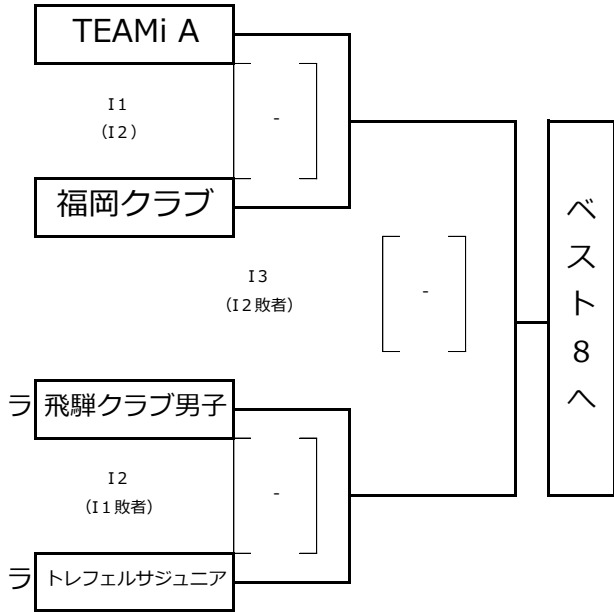 TEAMi A
I1
(I2)
-
福岡クラブ
I3
(I2敗者)
-
ベスト8へ
ラ 飛騨クラブ男子
I2
(I1敗者)
-
ラ トレフェルサジュニア